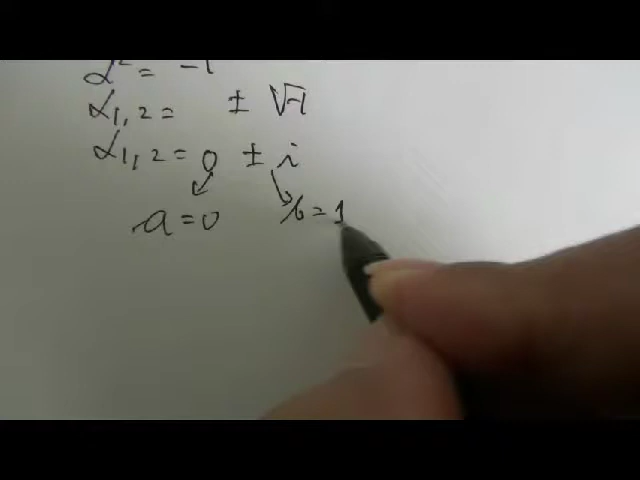 α² = -1
α₁,₂ = ± √-1
α₁,₂ = 0 ± i
a = 0 b = 1